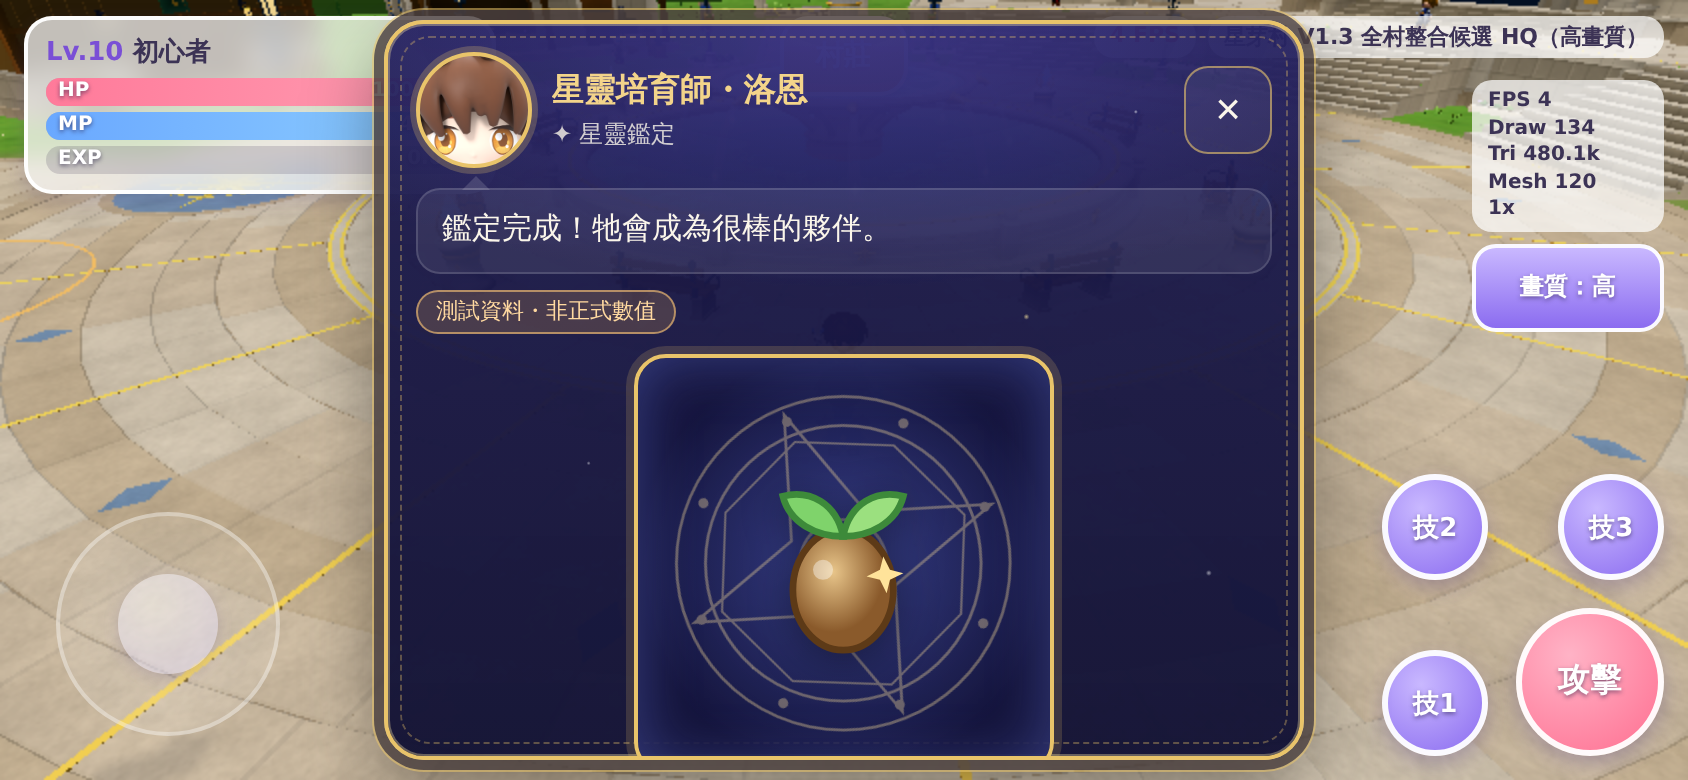 Lv.10 初心者
HP
MP
EXP
星靈培育師・洛恩
✦ 星靈鑑定
×
鑑定完成！牠會成為很棒的夥伴。
測試資料・非正式數值
V1.3 全村整合候選 HQ（高畫質）
FPS 4
Draw 134
Tri 480.1k
Mesh 120
1x
畫質：高
技2
技3
技1
攻擊